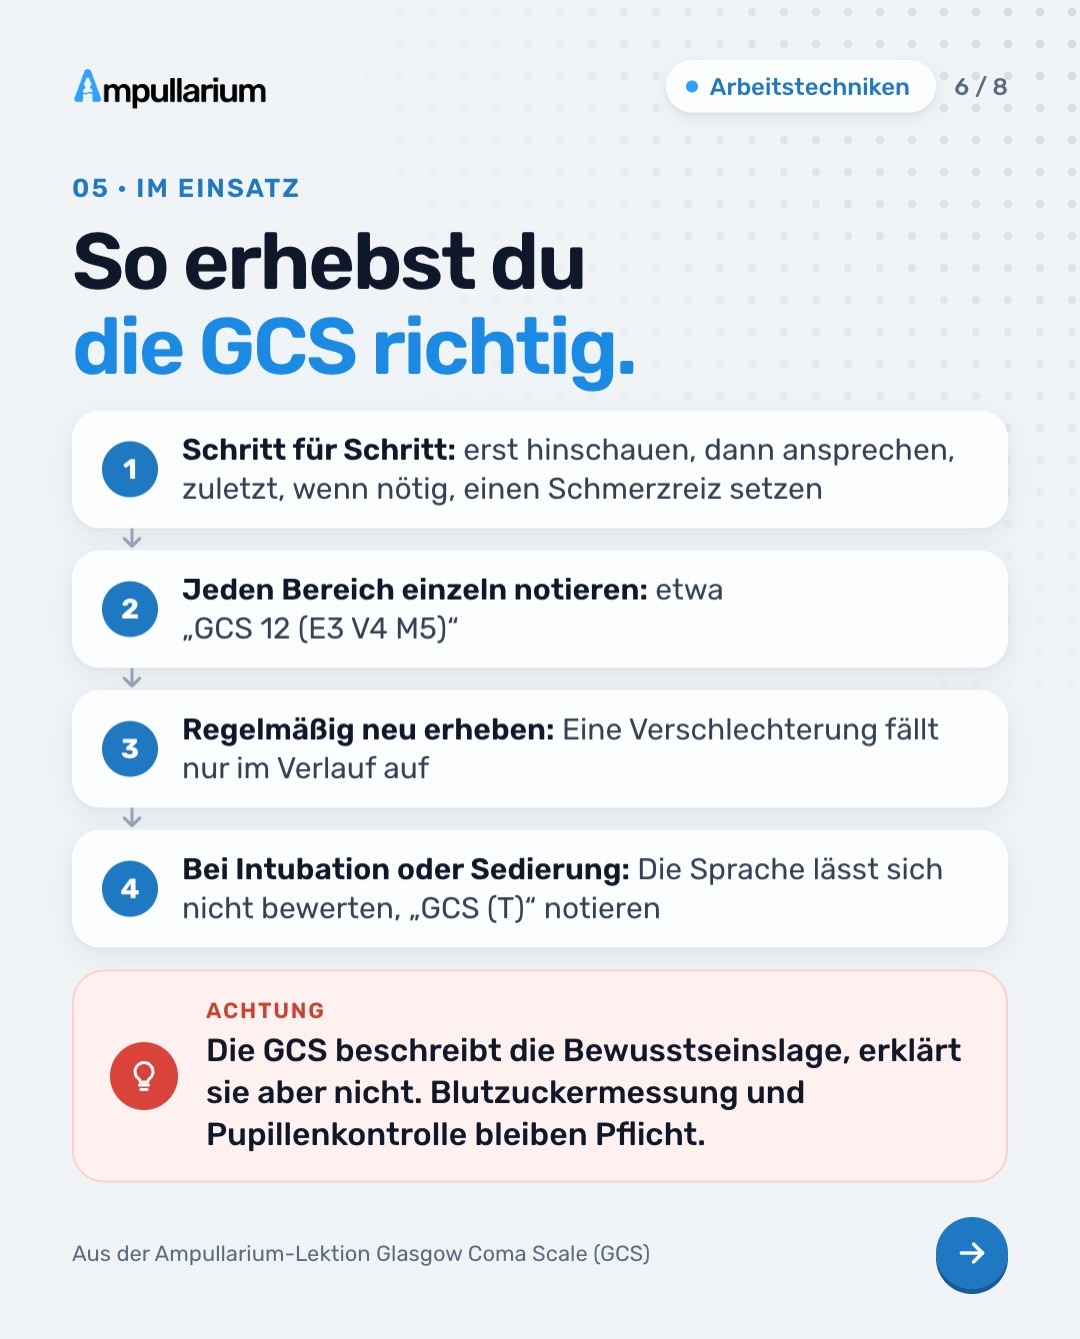 Ampullarium
Arbeitstechniken
6 / 8
05 • IM EINSATZ
So erhebst du
die GCS richtig.
1
Schritt für Schritt: erst hinschauen, dann ansprechen,
zuletzt, wenn nötig, einen Schmerzreiz setzen
2
Jeden Bereich einzeln notieren: etwa
„GCS 12 (E3 V4 M5)“
3
Regelmäßig neu erheben: Eine Verschlechterung fällt
nur im Verlauf auf
4
Bei Intubation oder Sedierung: Die Sprache lässt sich
nicht bewerten, „GCS (T)“ notieren
ACHTUNG
Die GCS beschreibt die Bewusstseinslage, erklärt
sie aber nicht. Blutzuckermessung und
Pupillenkontrolle bleiben Pflicht.
Aus der Ampullarium-Lektion Glasgow Coma Scale (GCS)